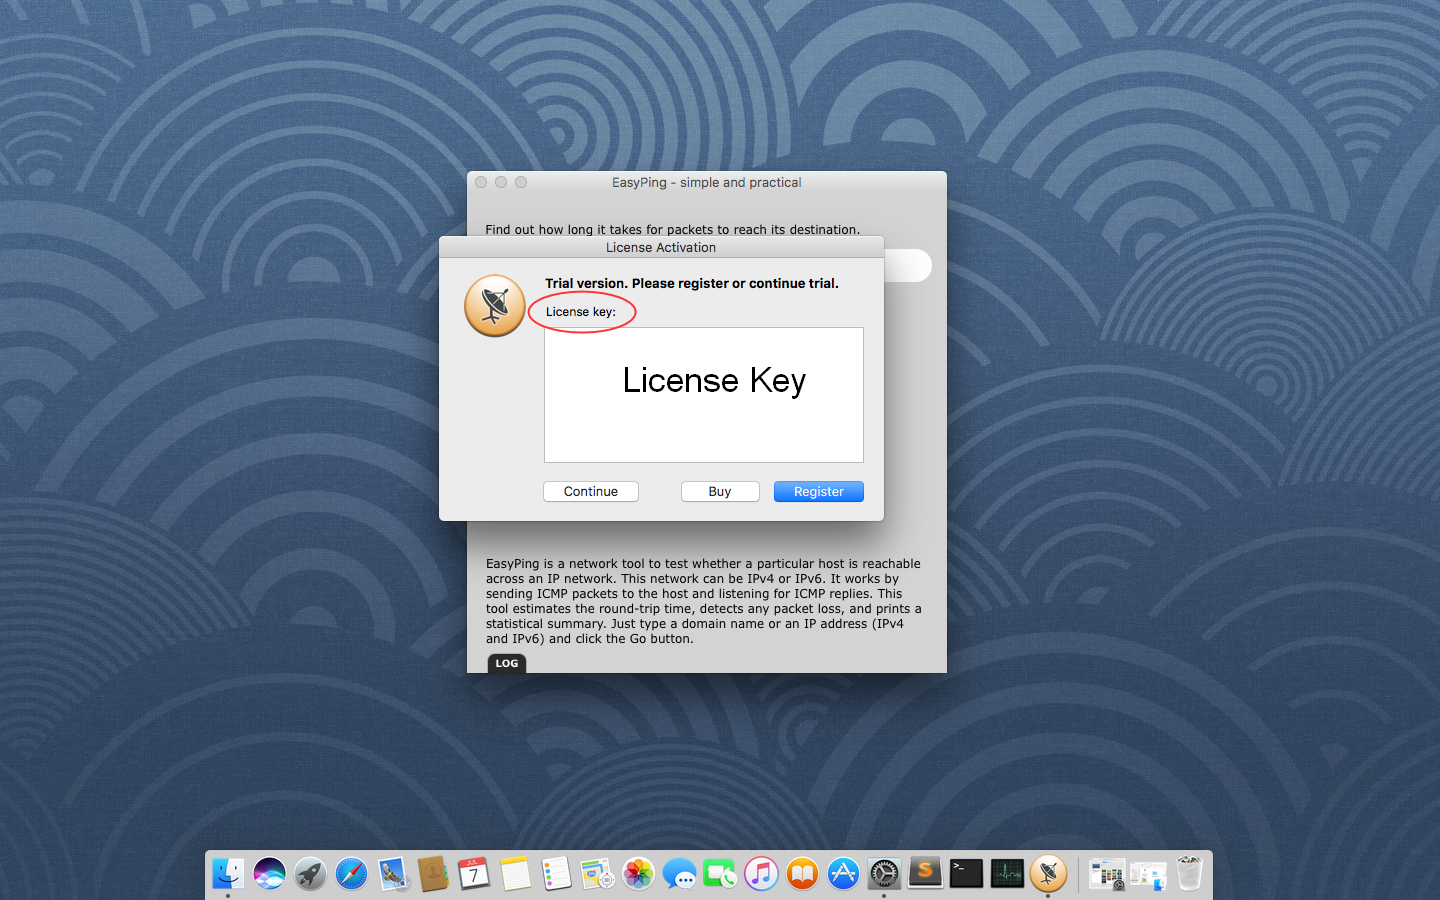 EasyPing - simple and practical
Find out how long it takes for packets to reach its destination.
License Activation
Trial version. Please register or continue trial.
License key:
License Key
Continue
Buy
Register
EasyPing is a network tool to test whether a particular host is reachable
across an IP network. This network can be IPv4 or IPv6. It works by
sending ICMP packets to the host and listening for ICMP replies. This
tool estimates the round-trip time, detects any packet loss, and prints a
statistical summary. Just type a domain name or an IP address (IPv4
and IPv6) and click the Go button.
LOG
JUL
7
3D
S
>_